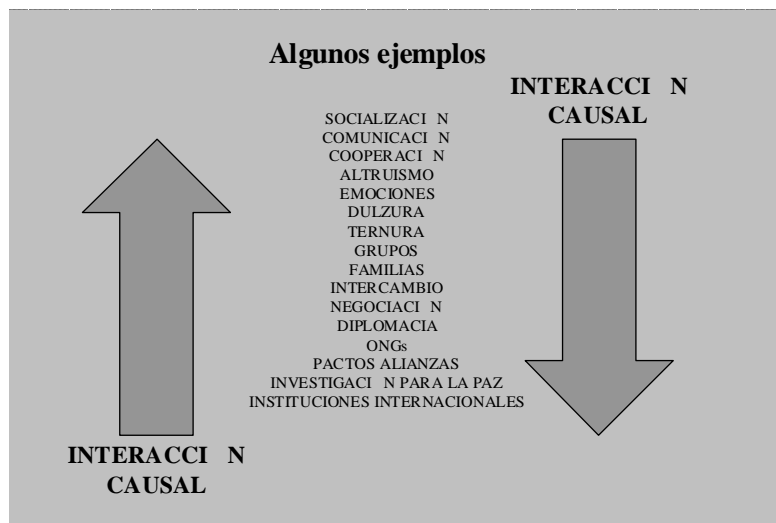 Algunos ejemplos
INTERACCI N
CAUSAL
SOCIALIZACI N
COMUNICACI N
COOPERACI N
ALTRUISMO
EMOCIONES
DULZURA
TERNURA
GRUPOS
FAMILIAS
INTERCAMBIO
NEGOCIACI N
DIPLOMACIA
ONGs
PACTOS ALIANZAS
INVESTIGACI N PARA LA PAZ
INSTITUCIONES INTERNACIONALES
INTERACCI N
CAUSAL